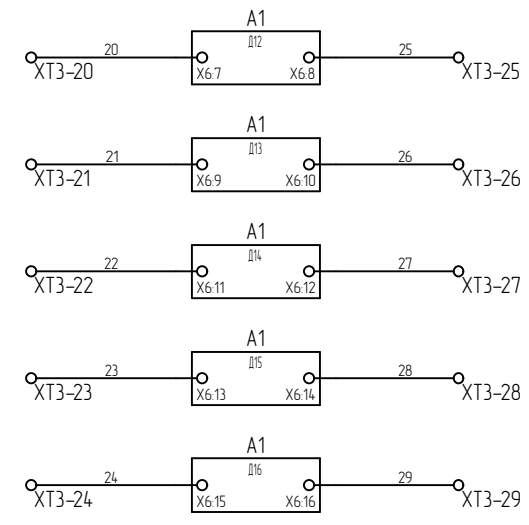 A1
20 Д12 25
XT3-20 X6:7 X6:8 XT3-25
A1
21 Д13 26
XT3-21 X6:9 X6:10 XT3-26
A1
22 Д14 27
XT3-22 X6:11 X6:12 XT3-27
A1
23 Д15 28
XT3-23 X6:13 X6:14 XT3-28
A1
24 Д16 29
XT3-24 X6:15 X6:16 XT3-29